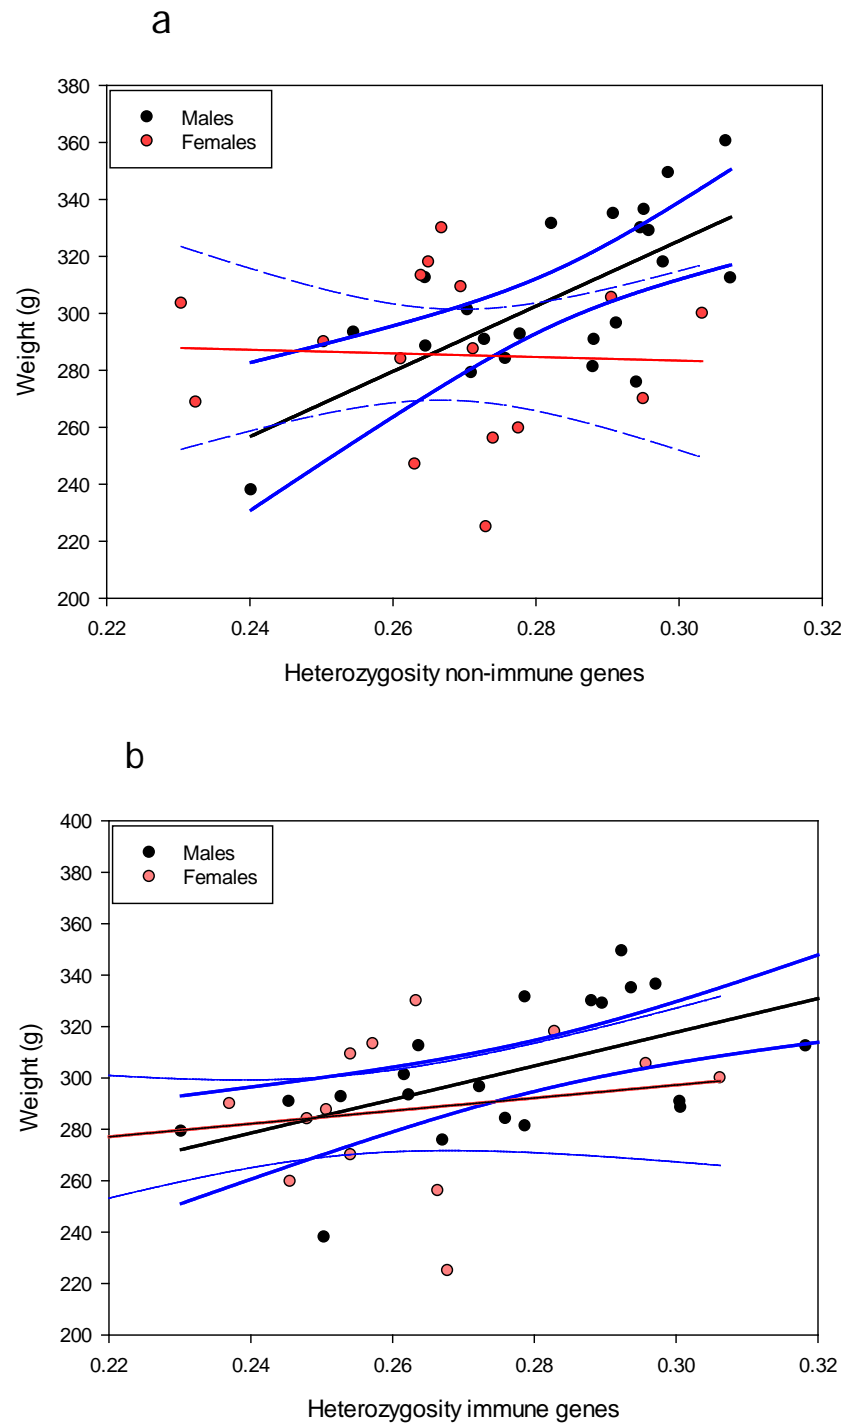 a
380
360
340
320
300
280
260
240
220
200
Weight (g)
Males
Females
0.22 0.24 0.26 0.28 0.30 0.32
Heterozygosity non-immune genes
b
400
380
360
340
320
300
280
260
240
220
200
Weight (g)
Males
Females
0.22 0.24 0.26 0.28 0.30 0.32
Heterozygosity immune genes